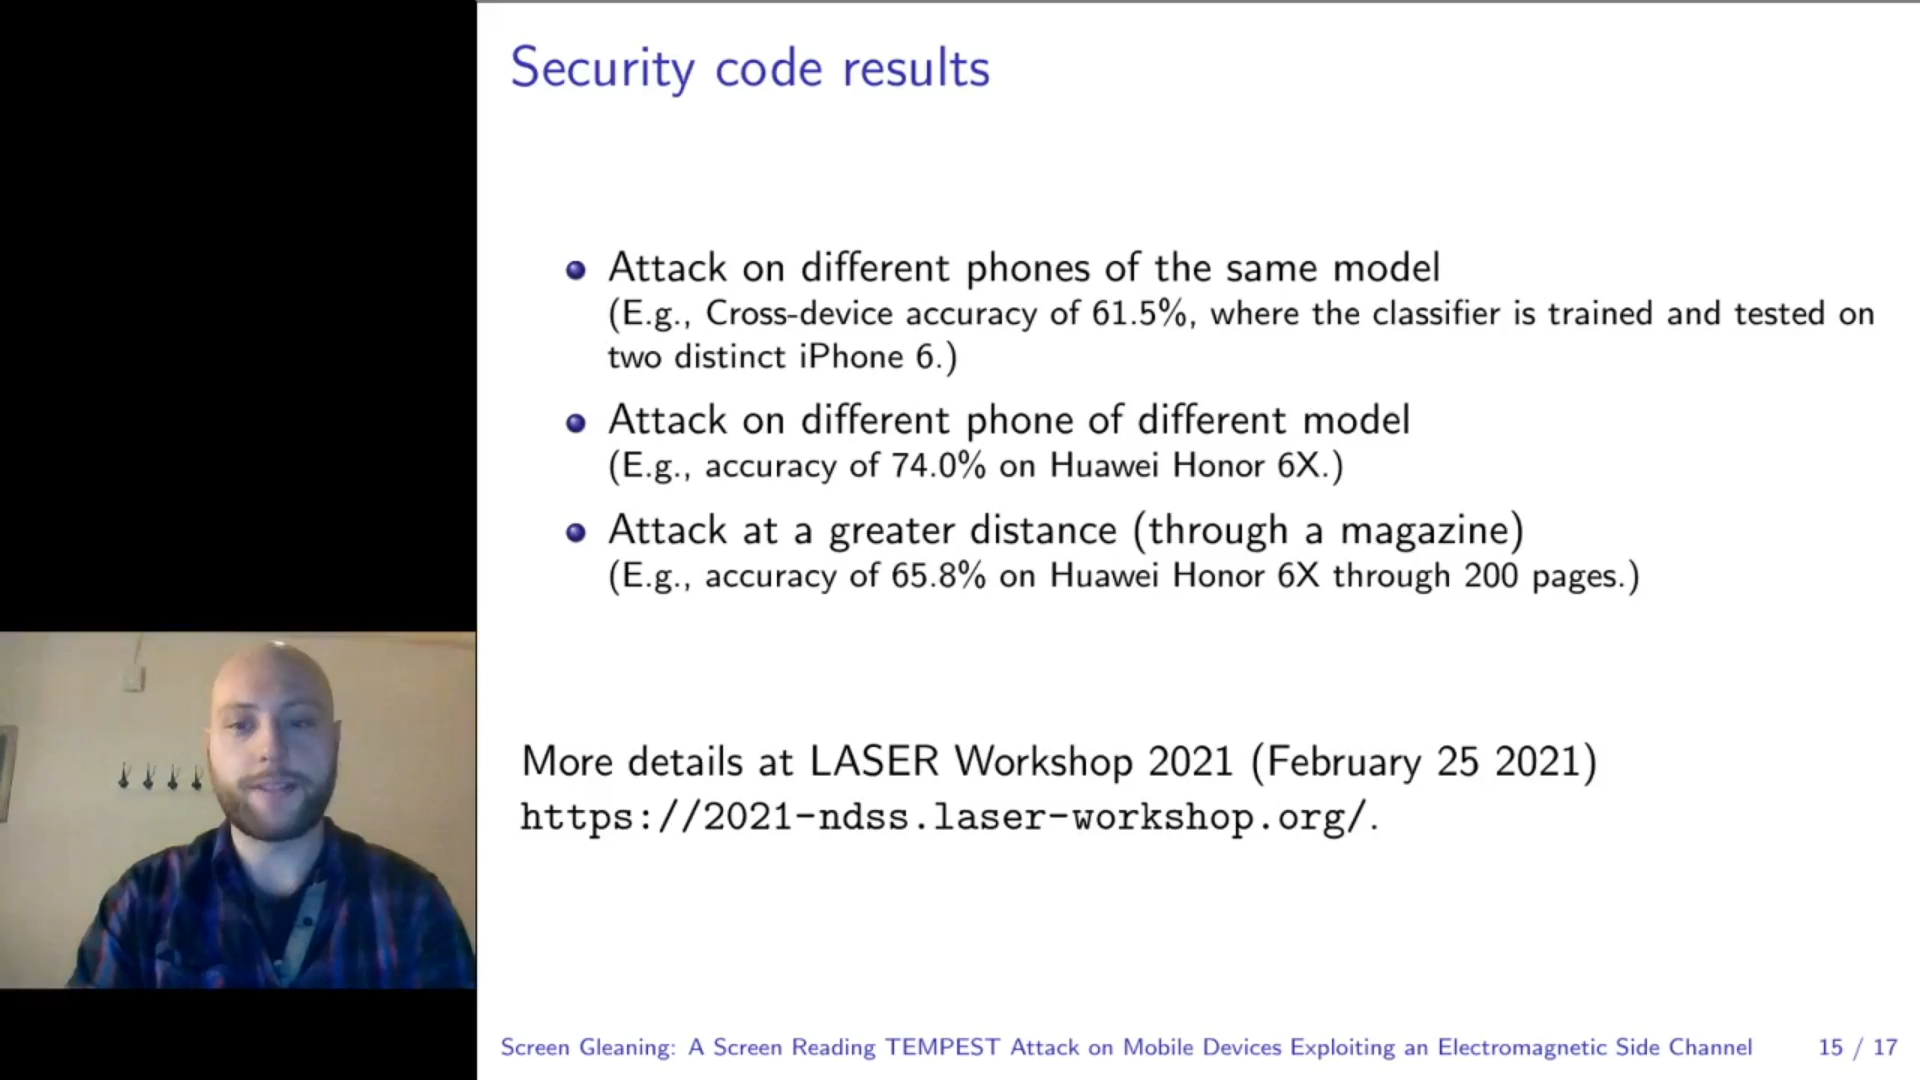 Security code results
Attack on different phones of the same model
(E.g., Cross-device accuracy of 61.5%, where the classifier is trained and tested on
two distinct iPhone 6.)
Attack on different phone of different model
(E.g., accuracy of 74.0% on Huawei Honor 6X.)
Attack at a greater distance (through a magazine)
(E.g., accuracy of 65.8% on Huawei Honor 6X through 200 pages.)
More details at LASER Workshop 2021 (February 25 2021)
https://2021-ndss.laser-workshop.org/.
Screen Gleaning: A Screen Reading TEMPEST Attack on Mobile Devices Exploiting an Electromagnetic Side Channel 15 / 17